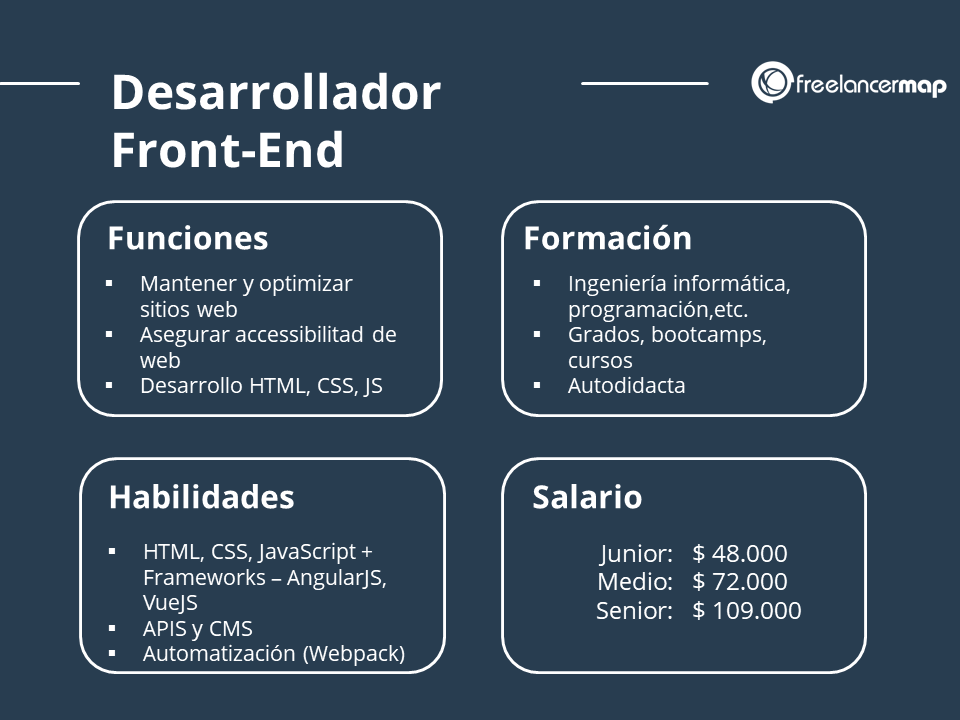 Desarrollador
Front-End
freelancermap
Funciones
▪ Mantener y optimizar
sitios web
▪ Asegurar accessibilitad de
web
▪ Desarrollo HTML, CSS, JS
Formación
▪ Ingeniería informática,
programación,etc.
▪ Grados, bootcamps,
cursos
▪ Autodidacta
Habilidades
▪ HTML, CSS, JavaScript +
Frameworks – AngularJS,
VueJS
▪ APIS y CMS
▪ Automatización (Webpack)
Salario
Junior: $ 48.000
Medio: $ 72.000
Senior: $ 109.000